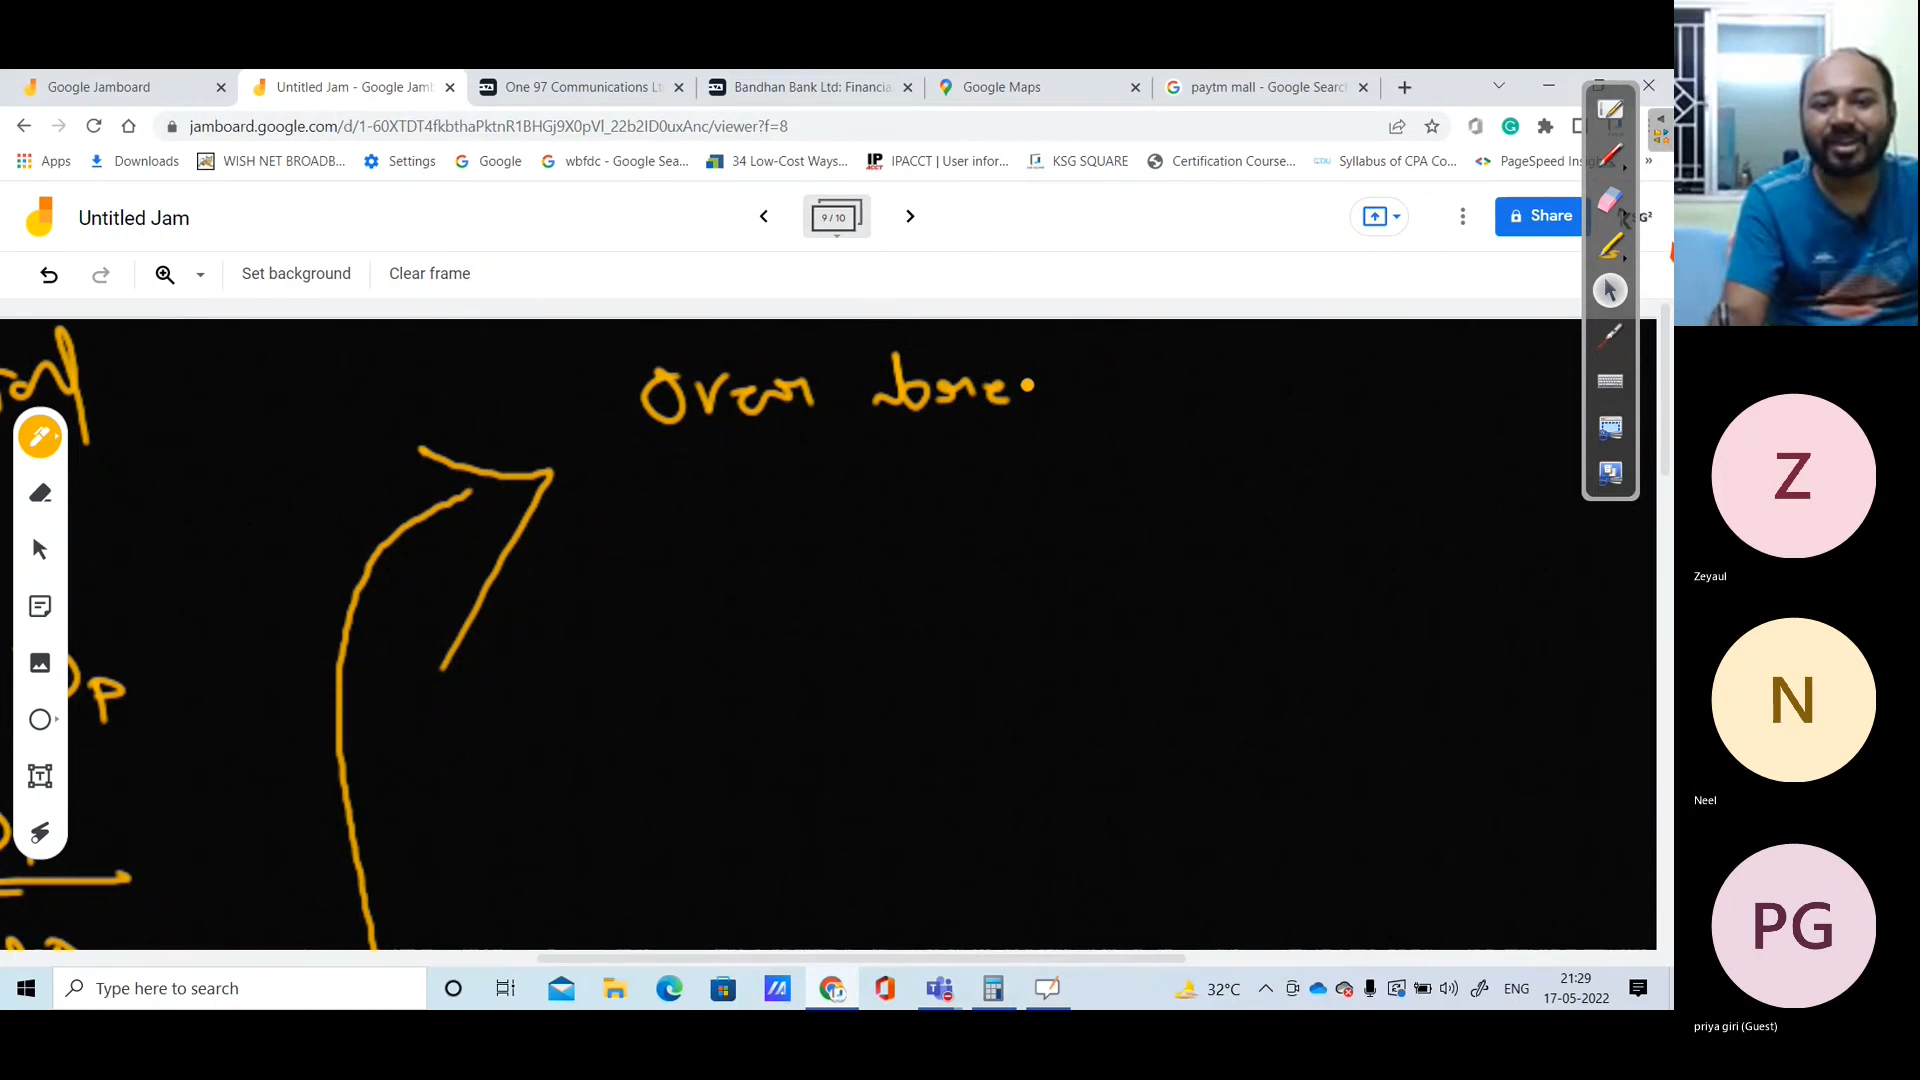 Google Jamboard
Untitled Jam - Google Jaml
One 97 Communications Lt
Bandhan Bank Ltd: Financia
Google Maps
paytm mall - Google Searc
jamboard.google.com/d/1-60XTDT4fkbthaPktnR1BHGj9X0pVl_22b2ID0uxAnc/viewer?f=8
Apps
Downloads
WISH NET BROADB...
Settings
Google
wbfdc - Google Sea...
34 Low-Cost Ways...
IPACCT | User infor...
KSG SQUARE
Certification Course...
Syllabus of CPA Co...
PageSpeed Insig
»
Untitled Jam
9 / 10
Share
Set background
Clear frame
Over
Z
Zeyaul
N
Neel
PG
priya giri (Guest)
Type here to search
32°C
ENG
21:29
17-05-2022